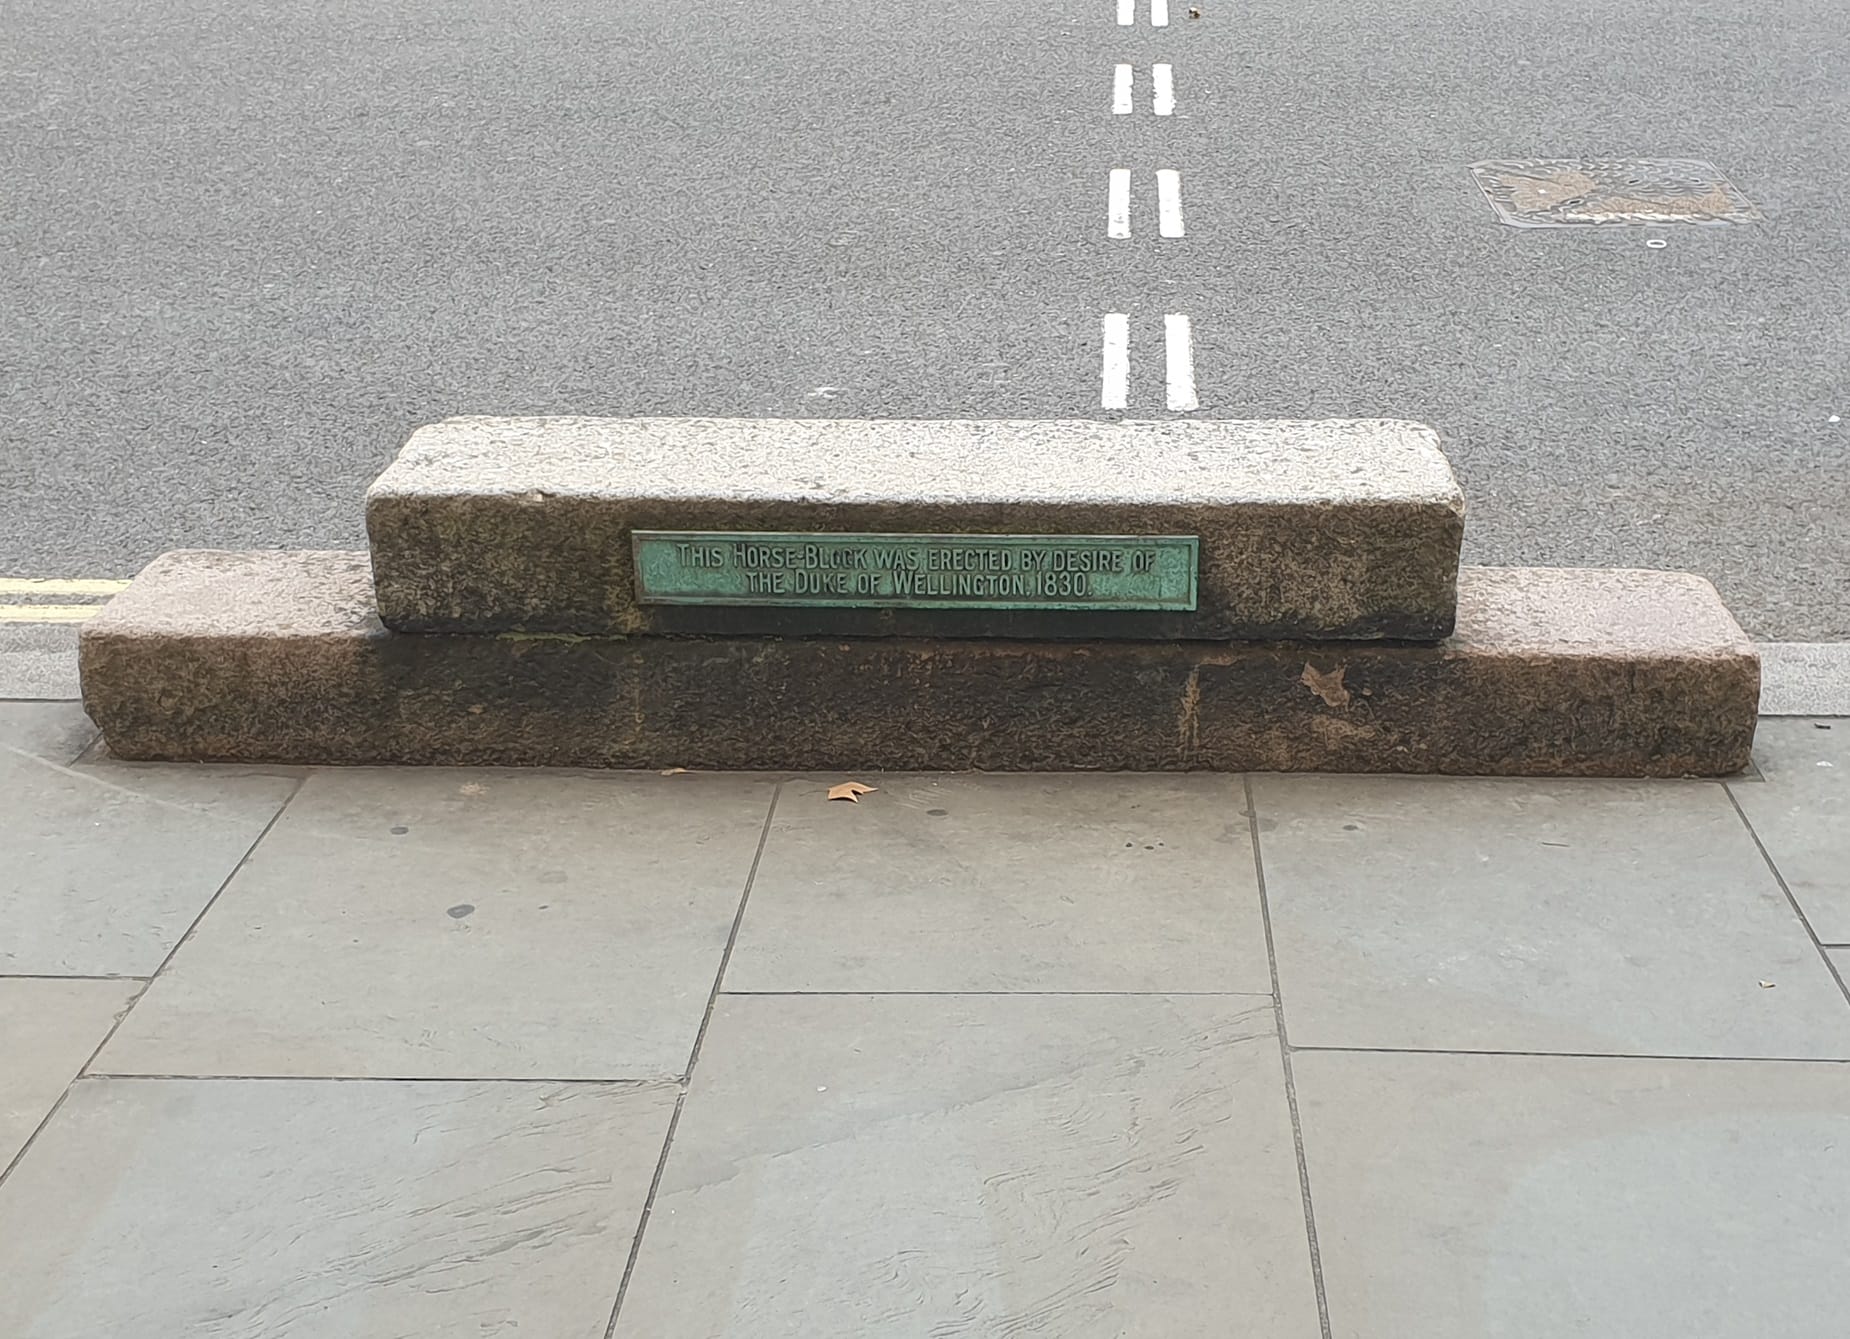 THIS HORSE-BLOCK WAS ERECTED BY DESIRE OF
THE DUKE OF WELLINGTON, 1830.